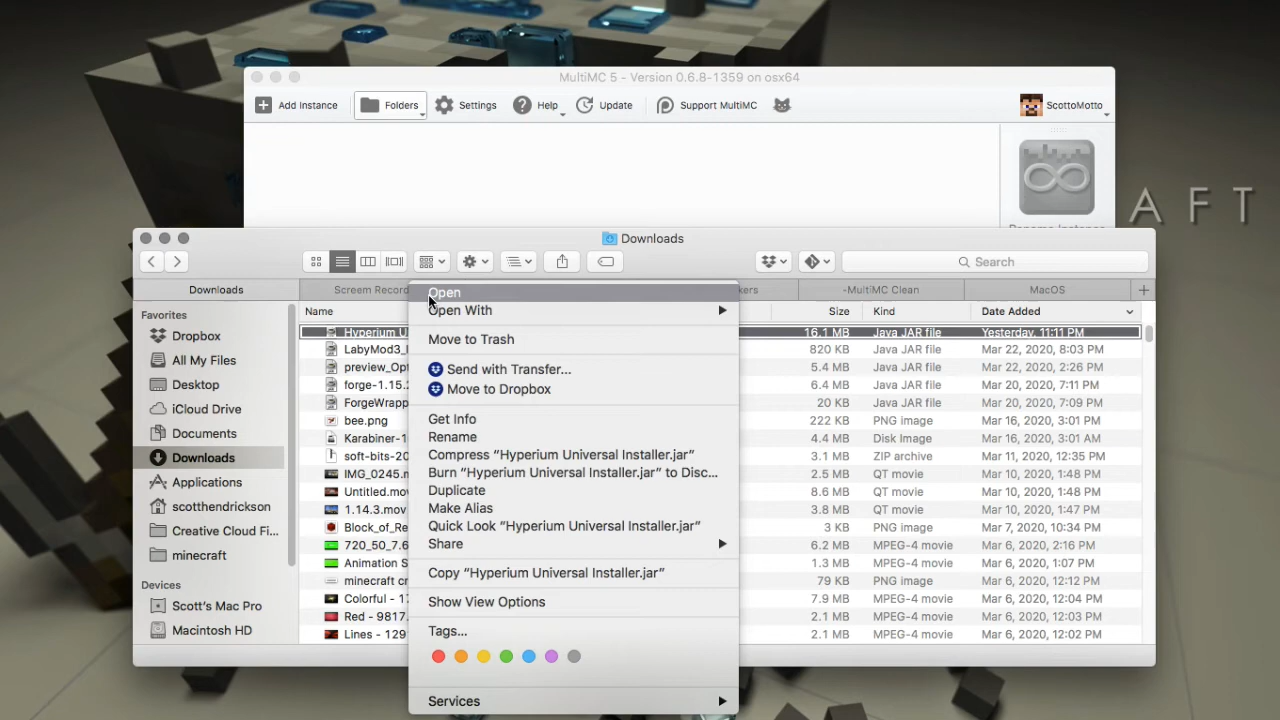 MultiMC 5 - Version 0.6.8-1359 on osx64
Add Instance Folders Settings Help Update Support MultiMC ScottoMotto
A F T
Downloads
Search
Downloads Screem Record kers -MultiMC Clean MacOS
Name Size Kind Date Added
Favorites
Dropbox
All My Files
Desktop
iCloud Drive
Documents
Downloads
Applications
scotthendrickson
Creative Cloud Fi...
minecraft
Devices
Scott's Mac Pro
Macintosh HD
Hyperium U 16.1 MB Java JAR file Yesterday, 11:11 PM
LabyMod3_ 820 KB Java JAR file Mar 22, 2020, 8:03 PM
preview_Opt 5.4 MB Java JAR file Mar 22, 2020, 2:26 PM
forge-1.15. 6.4 MB Java JAR file Mar 20, 2020, 7:11 PM
ForgeWrapp 20 KB Java JAR file Mar 20, 2020, 7:09 PM
bee.png 222 KB PNG image Mar 16, 2020, 3:01 PM
Karabiner-1 4.4 MB Disk Image Mar 16, 2020, 3:01 AM
soft-bits-20 3.1 MB ZIP archive Mar 11, 2020, 12:35 PM
IMG_0245.m 2.5 MB QT movie Mar 10, 2020, 1:48 PM
Untitled.mov 8.6 MB QT movie Mar 10, 2020, 1:48 PM
1.14.3.mov 3.8 MB QT movie Mar 10, 2020, 1:47 PM
Block_of_Re 3 KB PNG image Mar 7, 2020, 10:34 PM
720_50_7.6 6.2 MB MPEG-4 movie Mar 6, 2020, 2:16 PM
Animation S 1.3 MB MPEG-4 movie Mar 6, 2020, 1:07 PM
minecraft cr 79 KB PNG image Mar 6, 2020, 12:12 PM
Colorful - 1 7.9 MB MPEG-4 movie Mar 6, 2020, 12:04 PM
Red - 9817. 2.1 MB MPEG-4 movie Mar 6, 2020, 12:03 PM
Lines - 129 2.1 MB MPEG-4 movie Mar 6, 2020, 12:02 PM
Open
Open With
Move to Trash
Send with Transfer...
Move to Dropbox
Get Info
Rename
Compress “Hyperium Universal Installer.jar”
Burn “Hyperium Universal Installer.jar” to Disc...
Duplicate
Make Alias
Quick Look “Hyperium Universal Installer.jar”
Share
Copy “Hyperium Universal Installer.jar”
Show View Options
Tags...
Services